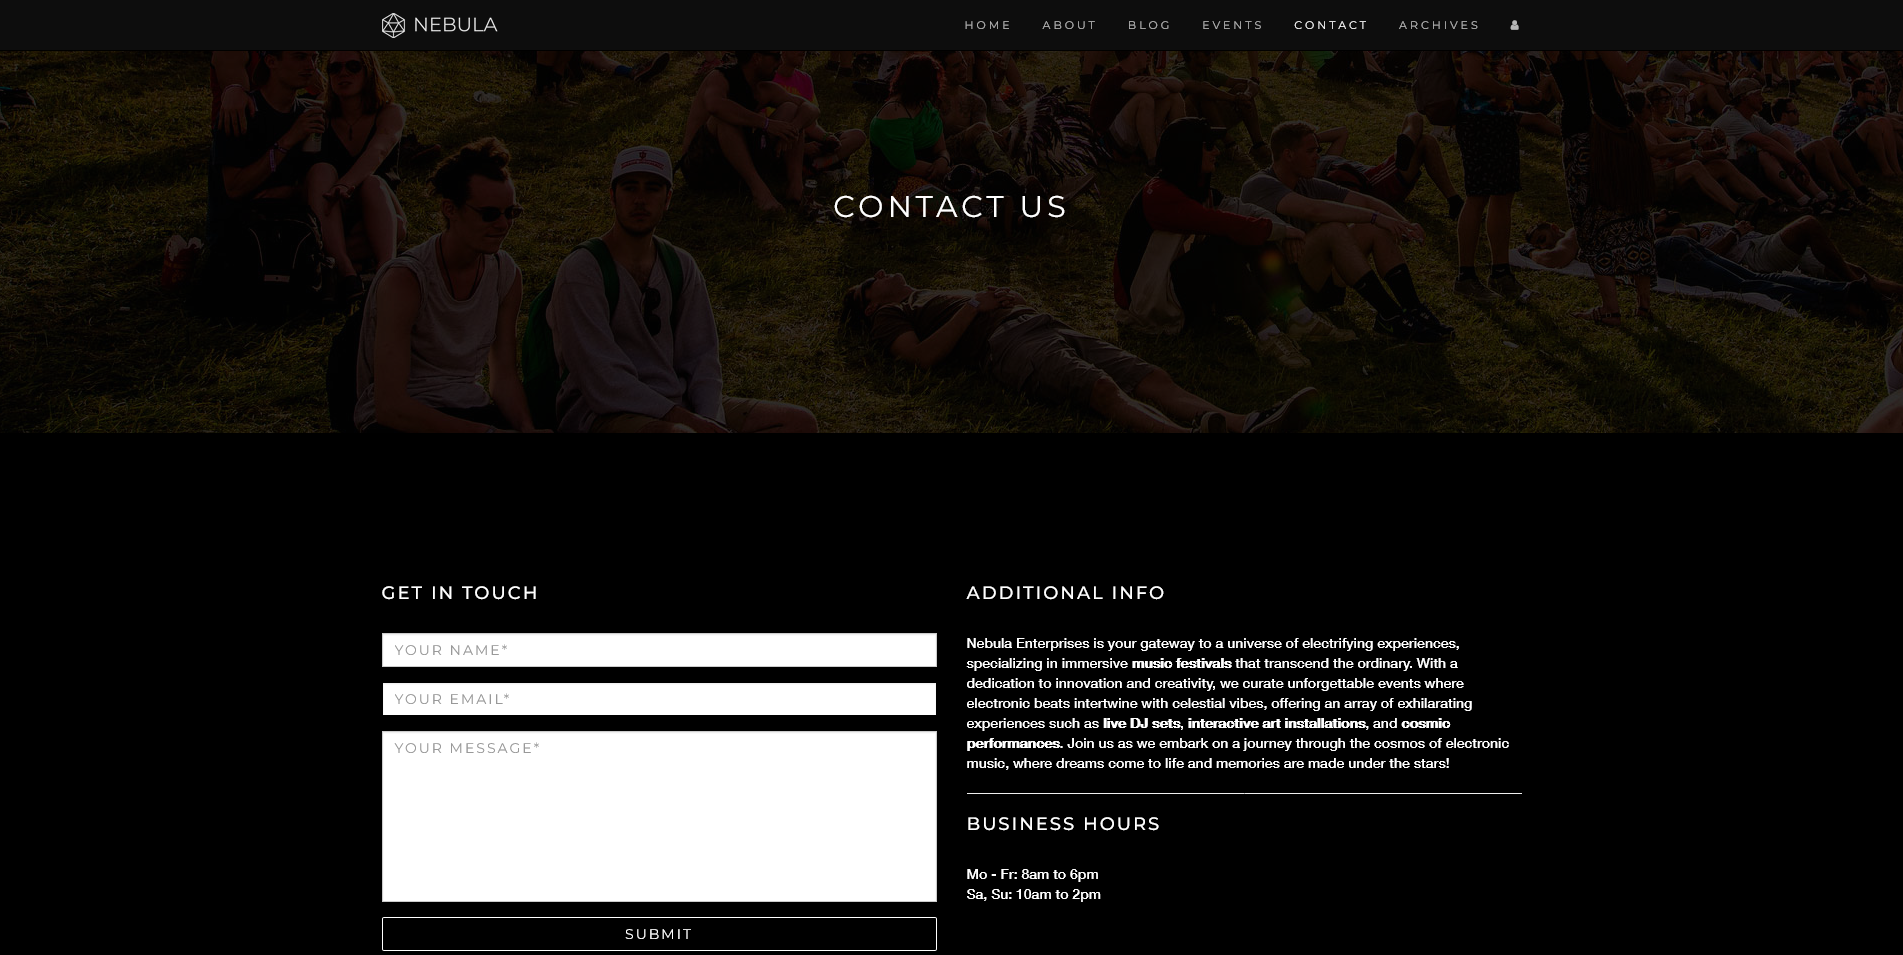 NEBULA
HOME ABOUT BLOG EVENTS CONTACT ARCHIVES
CONTACT US
GET IN TOUCH
YOUR NAME*
YOUR EMAIL*
YOUR MESSAGE*
SUBMIT
ADDITIONAL INFO
Nebula Enterprises is your gateway to a universe of electrifying experiences,
specializing in immersive music festivals that transcend the ordinary. With a
dedication to innovation and creativity, we curate unforgettable events where
electronic beats intertwine with celestial vibes, offering an array of exhilarating
experiences such as live DJ sets, interactive art installations, and cosmic
performances. Join us as we embark on a journey through the cosmos of electronic
music, where dreams come to life and memories are made under the stars!
BUSINESS HOURS
Mo - Fr: 8am to 6pm
Sa, Su: 10am to 2pm